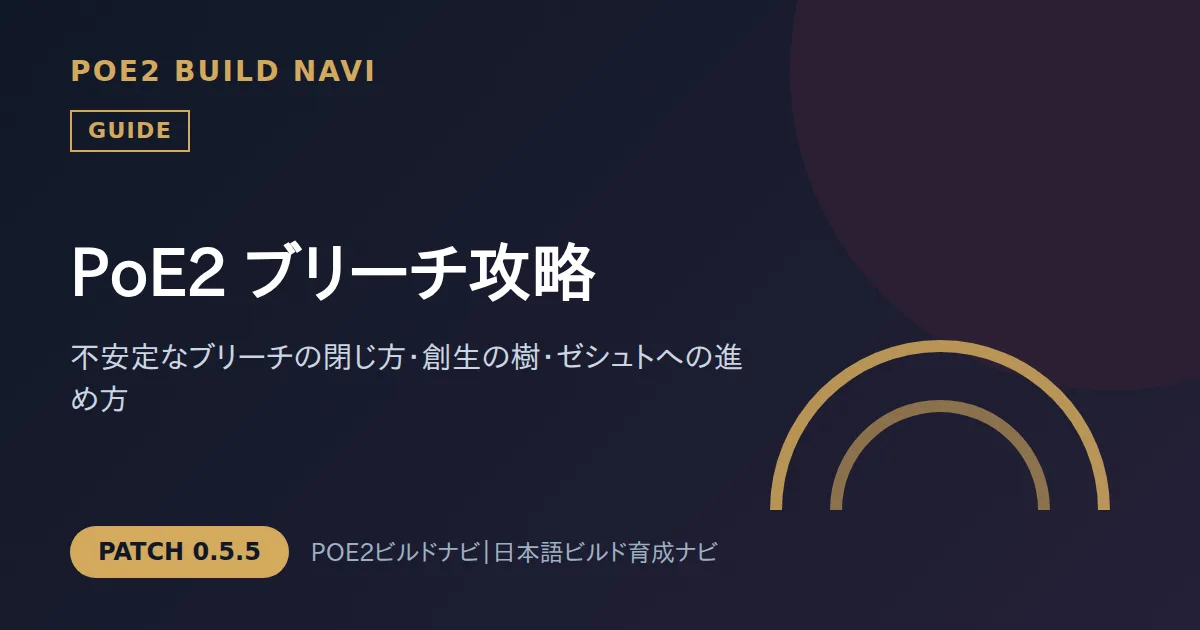 POE2 BUILD NAVI
GUIDE
PoE2 ブリーチ攻略
不安定なブリーチの閉じ方・創生の樹・ゼシュトへの進
め方
PATCH 0.5.5
POE2ビルドナビ|日本語ビルド育成ナビ